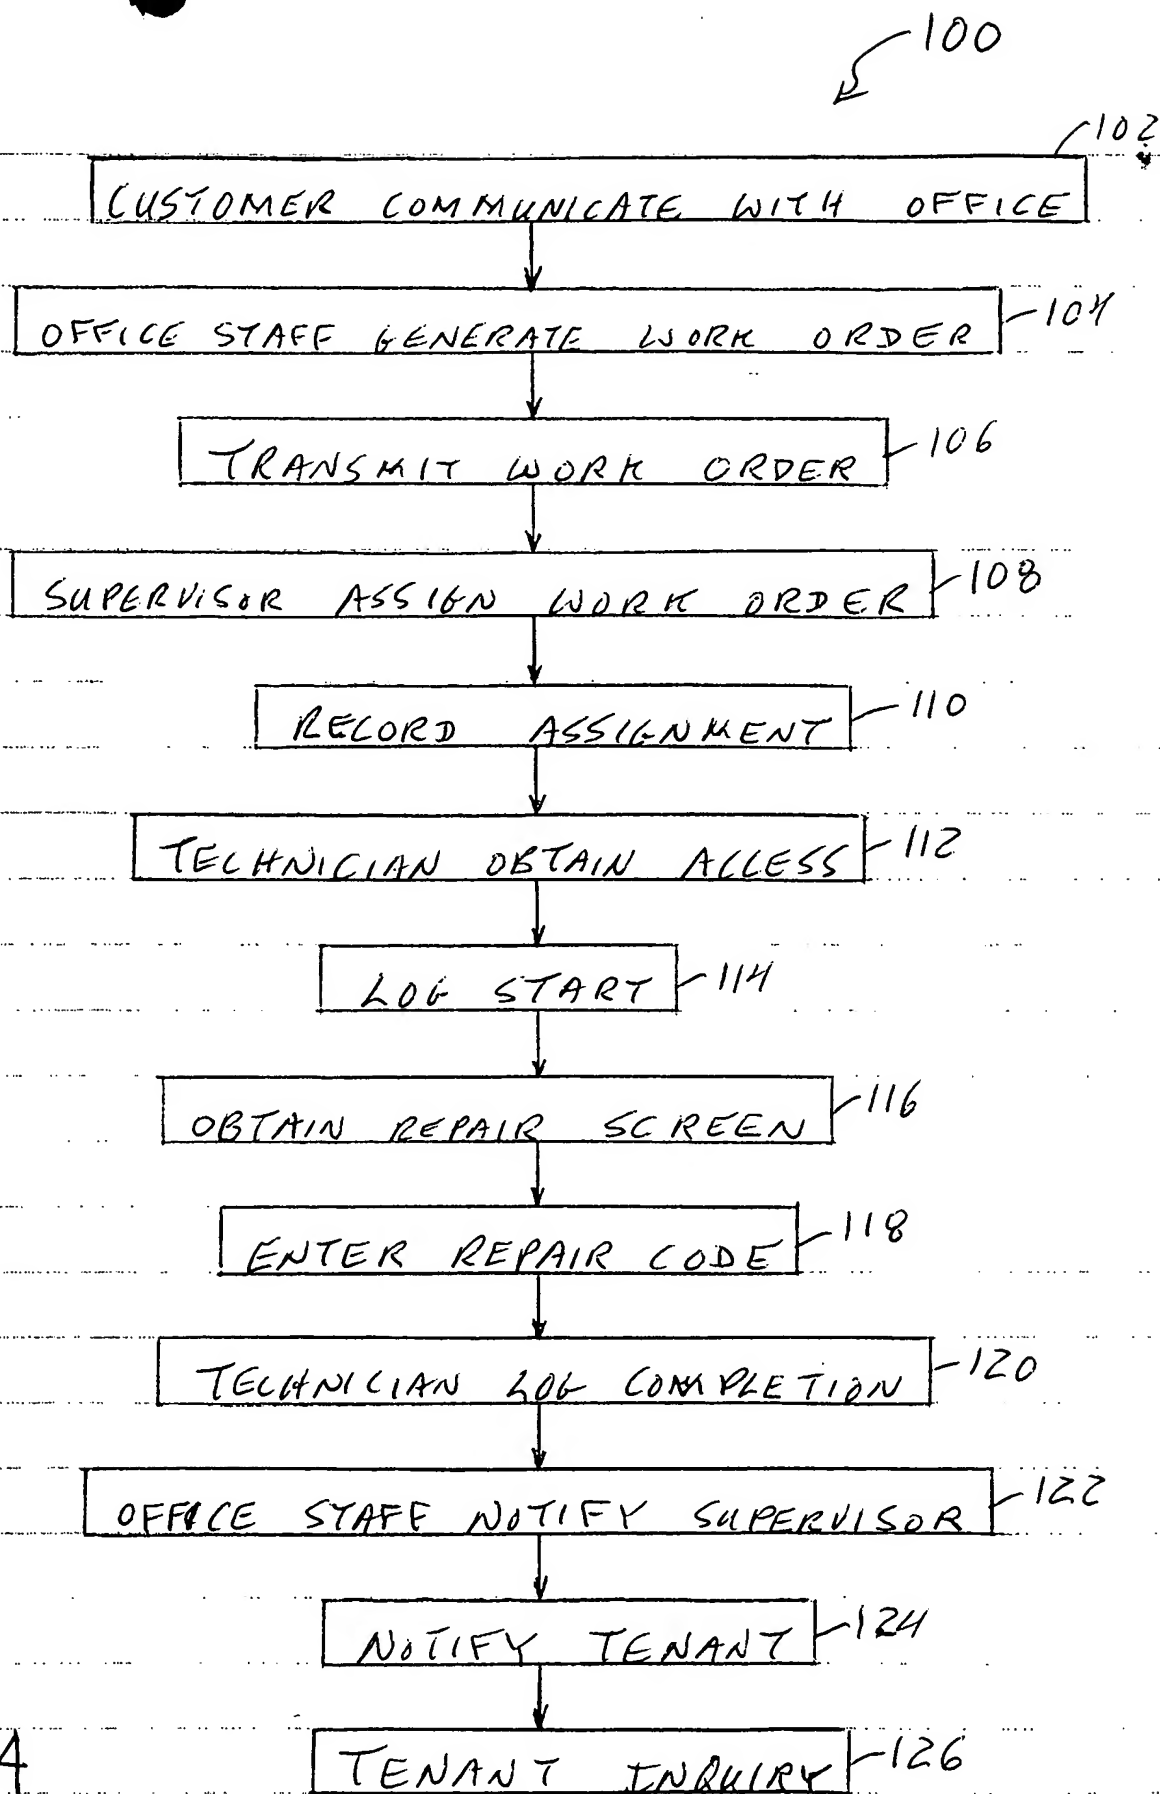 100
102
CUSTOMER COMMUNICATE WITH OFFICE
OFFICE STAFF GENERATE WORK ORDER 104
TRANSMIT WORK ORDER 106
SUPERVISOR ASSIGN WORK ORDER 108
RECORD ASSIGNMENT 110
TECHNICIAN OBTAIN ACCESS 112
LOG START 114
OBTAIN REPAIR SCREEN 116
ENTER REPAIR CODE 118
TECHNICIAN LOG COMPLETION 120
OFFICE STAFF NOTIFY SUPERVISOR 122
NOTIFY TENANT 124
4 TENANT INQUIRY 126